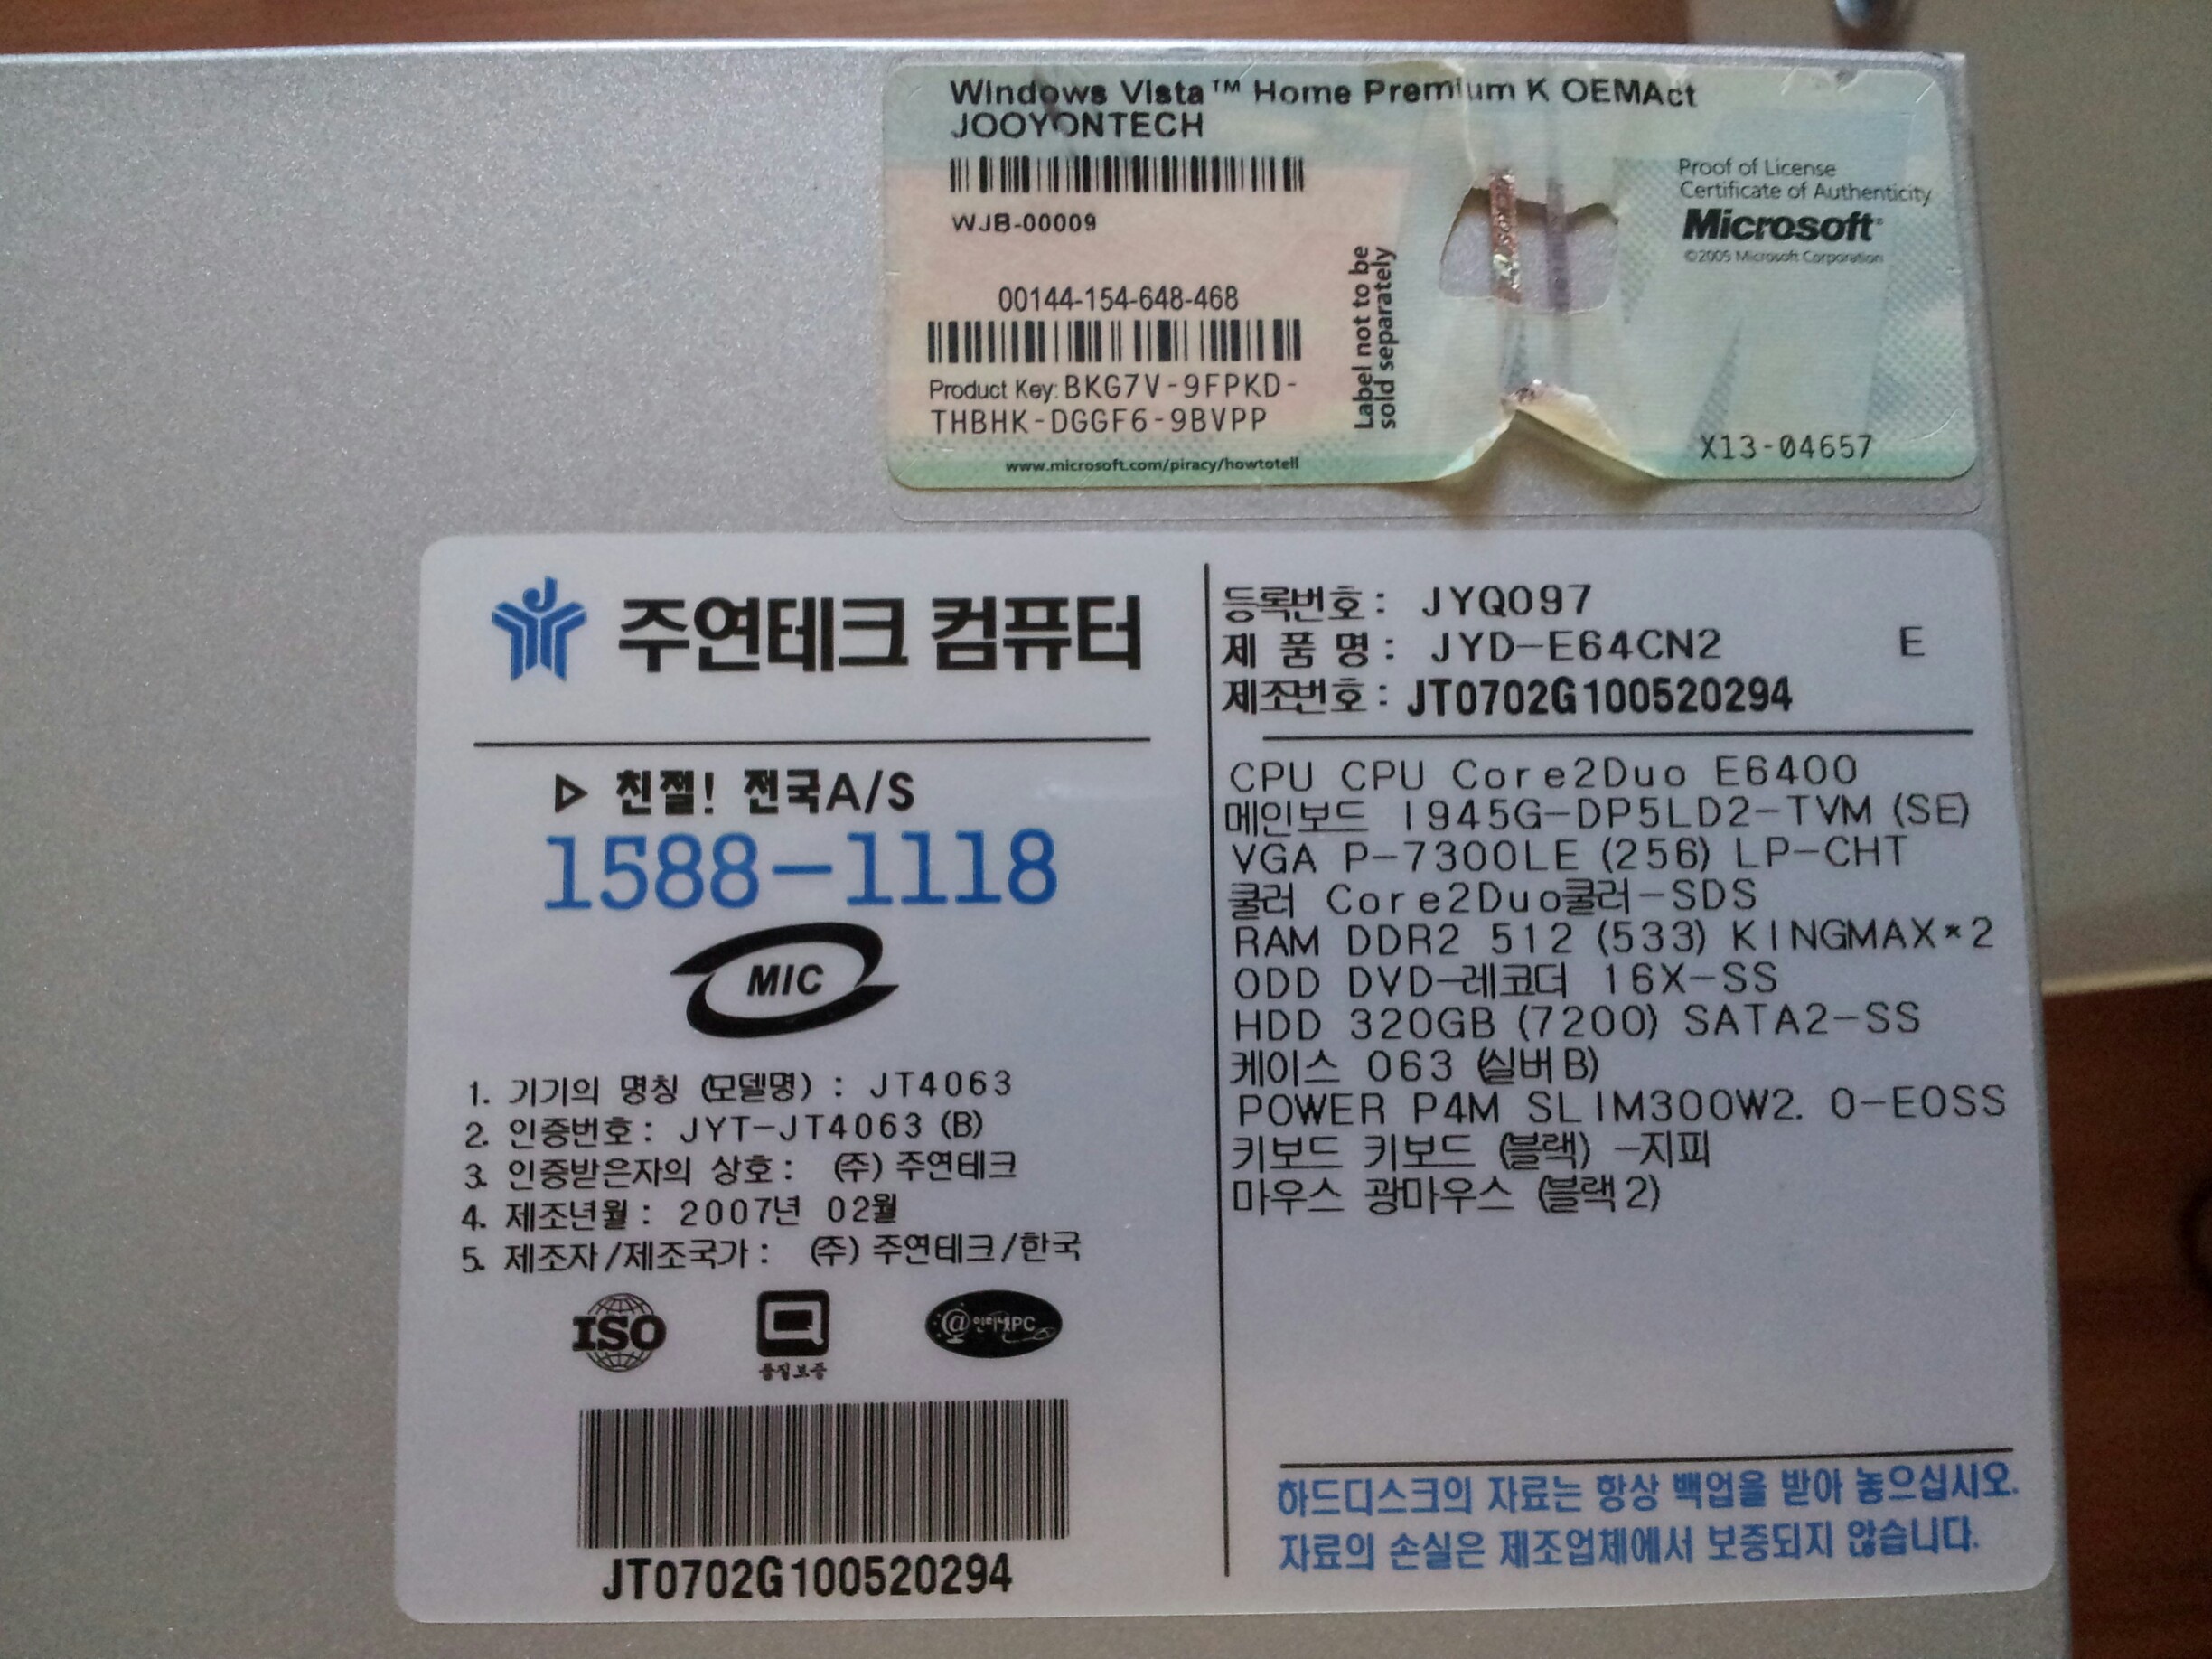 Windows Vista™ Home Premium K OEMAct
JOOYONTECH
WJB-00009
00144-154-648-468
Product Key: BKG7V-9FPKD-
THBHK-DGGF6-9BVPP
www.microsoft.com/piracy/howtotell
Label not to be
sold separately
Proof of License
Certificate of Authenticity
Microsoft®
©2005 Microsoft Corporation
X13-04657
주연테크 컴퓨터
▷ 친절! 전국A/S
1588-1118
MIC
1. 기기의 명칭 (모델명) : JT4063
2. 인증번호 : JYT-JT4063 (B)
3. 인증받은자의 상호 : (주) 주연테크
4. 제조년월 : 2007년 02월
5. 제조자/제조국가 : (주) 주연테크/한국
ISO
품질보증
@인터넷PC
JT0702G100520294
등록번호 : JYQ097
제 품 명 : JYD-E64CN2 E
제조번호 : JT0702G100520294
CPU CPU Core2Duo E6400
메인보드 I945G-DP5LD2-TVM (SE)
VGA P-7300LE (256) LP-CHT
쿨러 Core2Duo쿨러-SDS
RAM DDR2 512 (533) KINGMAX*2
ODD DVD-레코더 16X-SS
HDD 320GB (7200) SATA2-SS
케이스 063 (실버B)
POWER P4M SLIM300W2. 0-EOSS
키보드 키보드 (블랙) -지피
마우스 광마우스 (블랙2)
하드디스크의 자료는 항상 백업을 받아 놓으십시오.
자료의 손실은 제조업체에서 보증되지 않습니다.